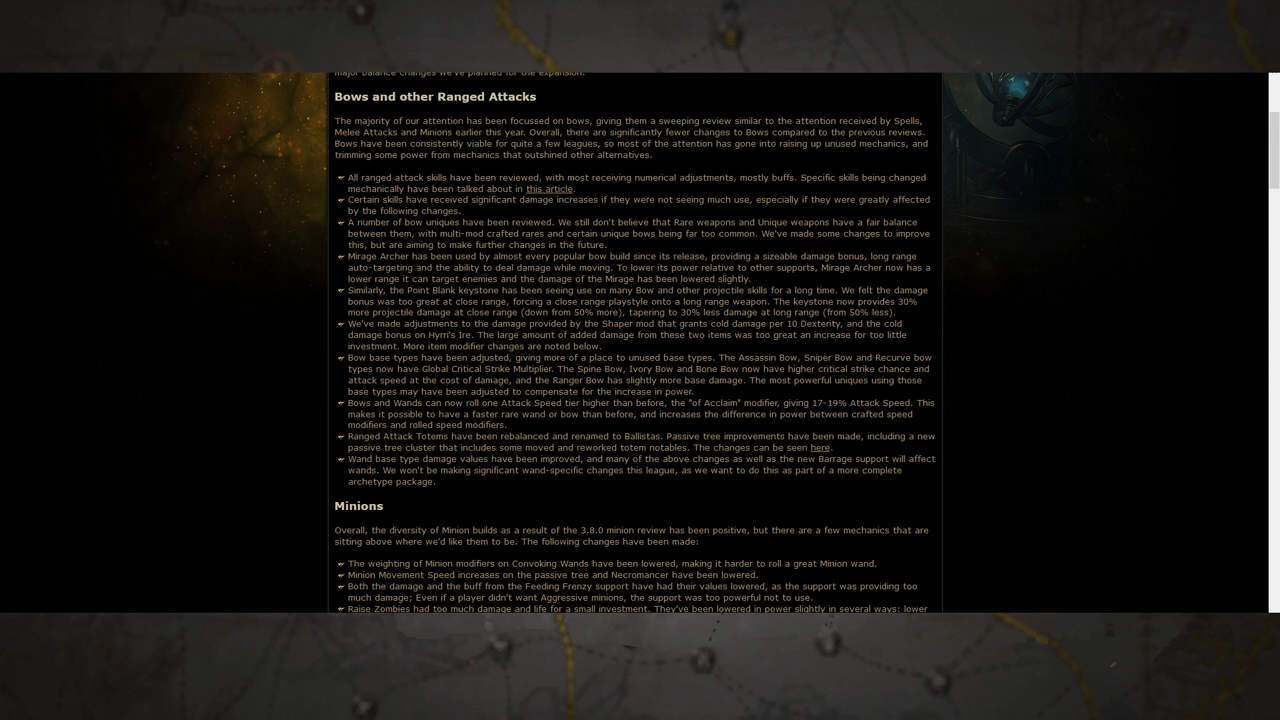 major balance changes we've planned for the expansion.
Bows and other Ranged Attacks
The majority of our attention has been focussed on bows, giving them a sweeping review similar to the attention received by Spells,
Melee Attacks and Minions earlier this year. Overall, there are significantly fewer changes to Bows compared to the previous reviews.
Bows have been consistently viable for quite a few leagues, so most of the attention has gone into raising up unused mechanics, and
trimming some power from mechanics that outshined other alternatives.
All ranged attack skills have been reviewed, with most receiving numerical adjustments, mostly buffs. Specific skills being changed
mechanically have been talked about in this article.
Certain skills have received significant damage increases if they were not seeing much use, especially if they were greatly affected
by the following changes.
A number of bow uniques have been reviewed. We still don't believe that Rare weapons and Unique weapons have a fair balance
between them, with multi-mod crafted rares and certain unique bows being far too common. We've made some changes to improve
this, but are aiming to make further changes in the future.
Mirage Archer has been used by almost every popular bow build since its release, providing a sizeable damage bonus, long range
auto-targeting and the ability to deal damage while moving. To lower its power relative to other supports, Mirage Archer now has a
lower range it can target enemies and the damage of the Mirage has been lowered slightly.
Similarly, the Point Blank keystone has been seeing use on many Bow and other projectile skills for a long time. We felt the damage
bonus was too great at close range, forcing a close range playstyle onto a long range weapon. The keystone now provides 30%
more projectile damage at close range (down from 50% more), tapering to 30% less damage at long range (from 50% less).
We've made adjustments to the damage provided by the Shaper mod that grants cold damage per 10 Dexterity, and the cold
damage bonus on Hyrri's Ire. The large amount of added damage from these two items was too great an increase for too little
investment. More item modifier changes are noted below.
Bow base types have been adjusted, giving more of a place to unused base types. The Assassin Bow, Sniper Bow and Recurve bow
types now have Global Critical Strike Multiplier. The Spine Bow, Ivory Bow and Bone Bow now have higher critical strike chance and
attack speed at the cost of damage, and the Ranger Bow has slightly more base damage. The most powerful uniques using those
base types may have been adjusted to compensate for the increase in power.
Bows and Wands can now roll one Attack Speed tier higher than before, the "of Acclaim" modifier, giving 17-19% Attack Speed. This
makes it possible to have a faster rare wand or bow than before, and increases the difference in power between crafted speed
modifiers and rolled speed modifiers.
Ranged Attack Totems have been rebalanced and renamed to Ballistas. Passive tree improvements have been made, including a new
passive tree cluster that includes some moved and reworked totem notables. The changes can be seen here.
Wand base type damage values have been improved, and many of the above changes as well as the new Barrage support will affect
wands. We won't be making significant wand-specific changes this league, as we want to do this as part of a more complete
archetype package.
Minions
Overall, the diversity of Minion builds as a result of the 3.8.0 minion review has been positive, but there are a few mechanics that are
sitting above where we'd like them to be. The following changes have been made:
The weighting of Minion modifiers on Convoking Wands have been lowered, making it harder to roll a great Minion wand.
Minion Movement Speed increases on the passive tree and Necromancer have been lowered.
Both the damage and the buff from the Feeding Frenzy support have had their values lowered, as the support was providing too
much damage; Even if a player didn't want Aggressive minions, the support was too powerful not to use.
Raise Zombies had too much damage and life for a small investment. They've been lowered in power slightly in several ways: lower